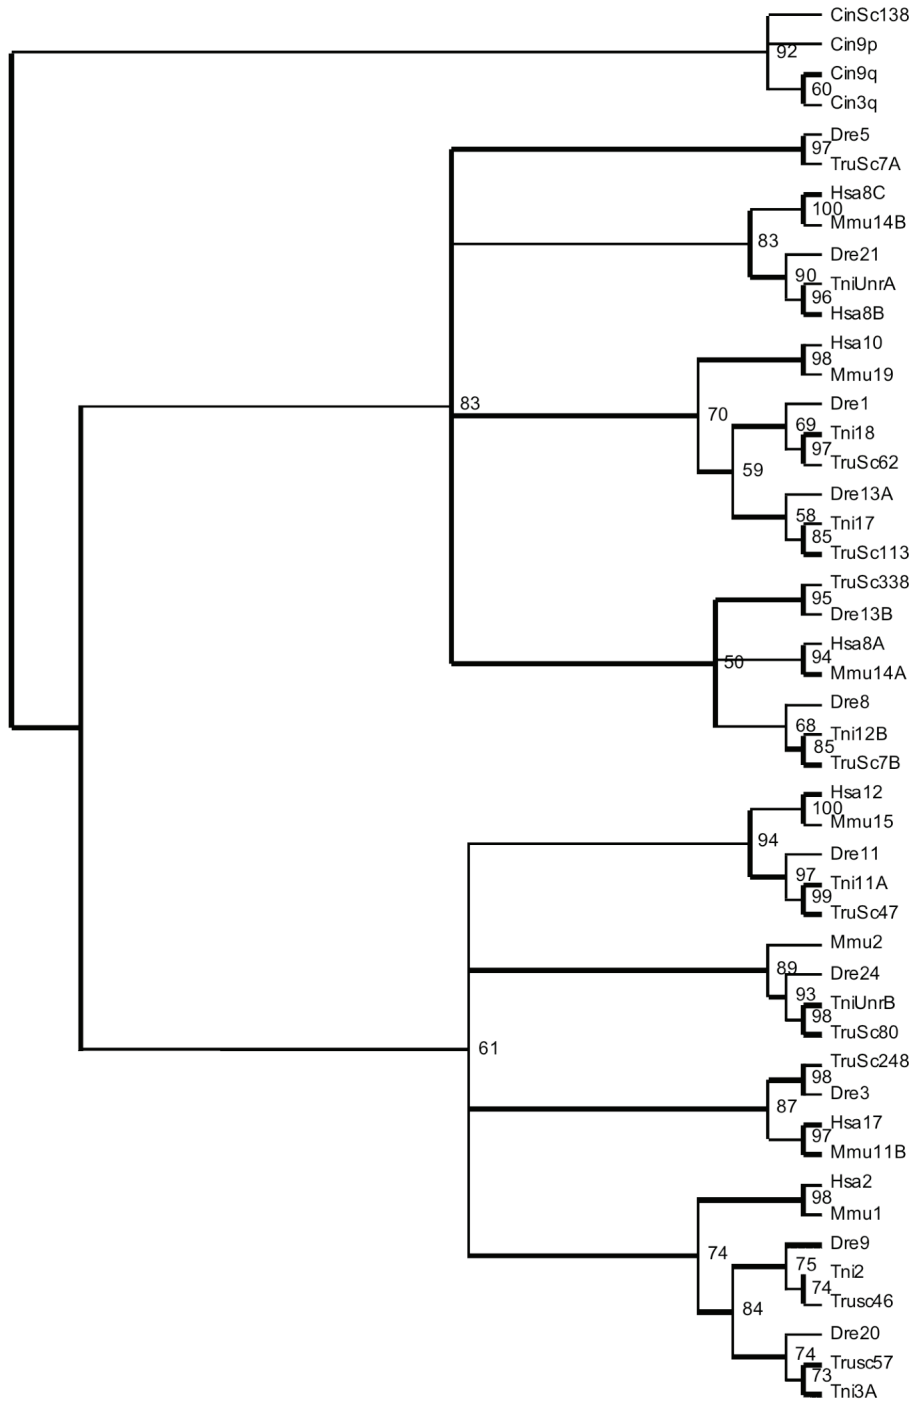 CinSc138
Cin9p
92
Cin9q
60
Cin3q
Dre5
97
TruSc7A
Hsa8C
100
Mmu14B
83
Dre21
90
TniUnrA
96
Hsa8B
Hsa10
98
Mmu19
83
Dre1
70
69
Tni18
97
TruSc62
59
Dre13A
58
Tni17
85
TruSc113
TruSc338
95
Dre13B
Hsa8A
94
50
Mmu14A
Dre8
68
Tni12B
85
TruSc7B
Hsa12
100
Mmu15
94
Dre11
97
Tni11A
99
TruSc47
Mmu2
89
Dre24
93
TniUnrB
98
TruSc80
61
TruSc248
98
Dre3
87
Hsa17
97
Mmu11B
Hsa2
98
Mmu1
74
Dre9
75
Tni2
74
Trusc46
84
Dre20
74
Trusc57
73
Tni3A